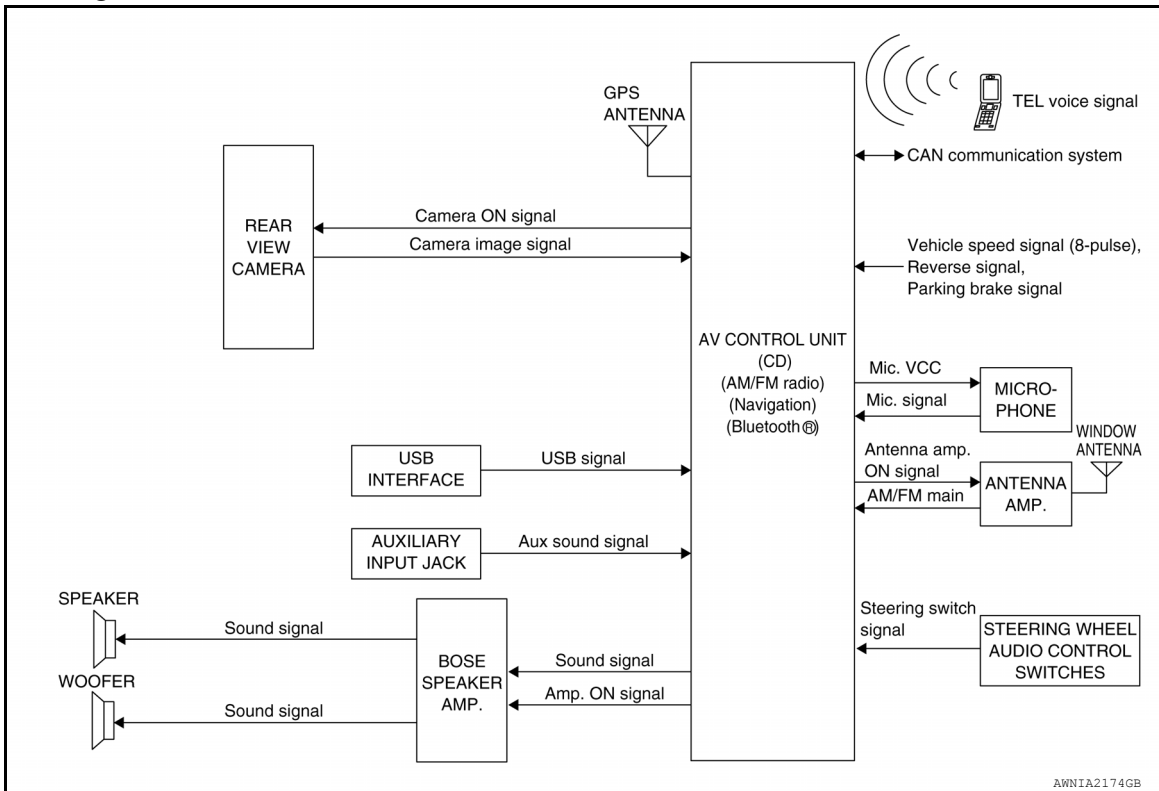 GPS
ANTENNA
TEL voice signal
CAN communication system
REAR
VIEW
CAMERA
Camera ON signal
Camera image signal
Vehicle speed signal (8-pulse),
Reverse signal,
Parking brake signal
AV CONTROL UNIT
(CD)
(AM/FM radio)
(Navigation)
(Bluetooth®)
Mic. VCC
Mic. signal
MICRO-
PHONE
WINDOW
ANTENNA
Antenna amp.
ON signal
AM/FM main
ANTENNA
AMP.
USB
INTERFACE
USB signal
AUXILIARY
INPUT JACK
Aux sound signal
SPEAKER
Sound signal
WOOFER
Sound signal
BOSE
SPEAKER
AMP.
Sound signal
Amp. ON signal
Steering switch
signal
STEERING WHEEL
AUDIO CONTROL
SWITCHES
AWNIA2174GB